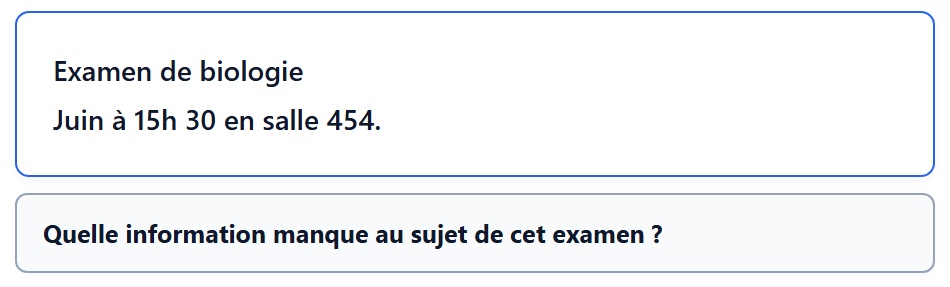 Examen de biologie
Juin à 15h 30 en salle 454.
Quelle information manque au sujet de cet examen ?